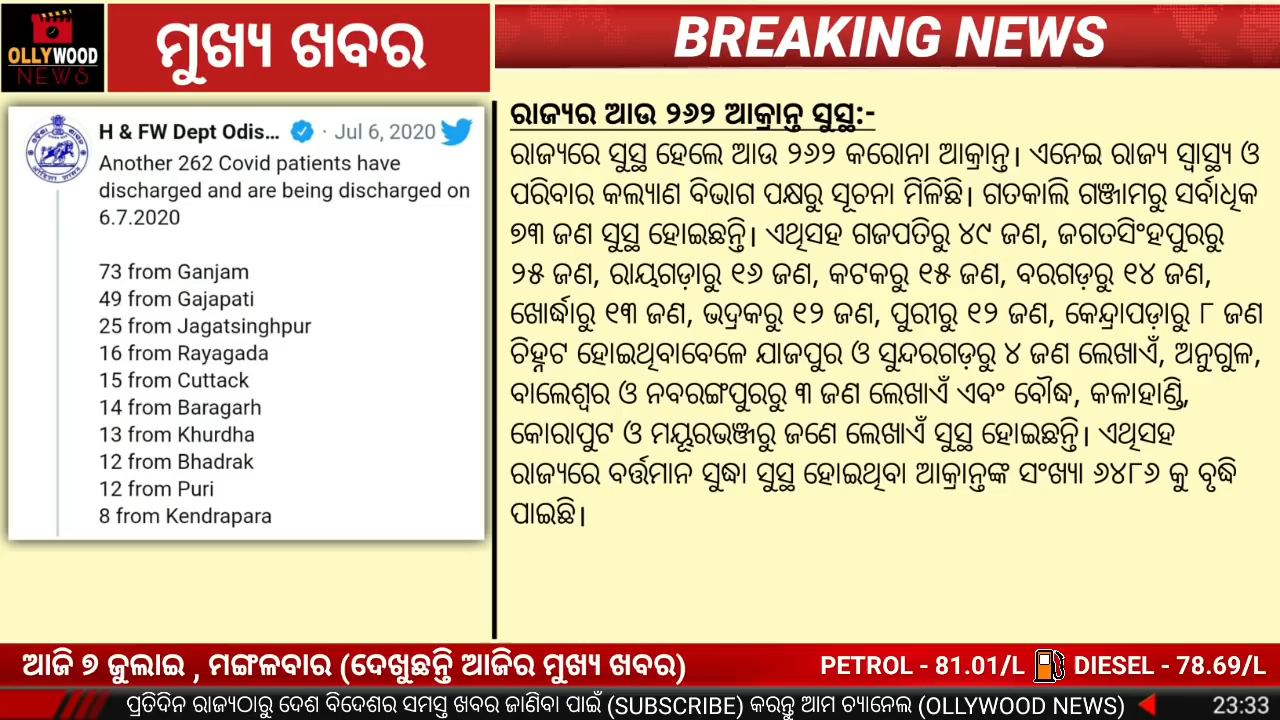 OLLYWOOD
NEWS
ମୁଖ୍ୟ ଖବର
BREAKING NEWS
H & FW Dept Odis... · Jul 6, 2020
Another 262 Covid patients have
discharged and are being discharged on
6.7.2020
73 from Ganjam
49 from Gajapati
25 from Jagatsinghpur
16 from Rayagada
15 from Cuttack
14 from Baragarh
13 from Khurdha
12 from Bhadrak
12 from Puri
8 from Kendrapara
ରାଜ୍ୟର ଆଉ ୨୬୨ ଆକ୍ରାନ୍ତ ସୁସ୍ଥ:-
ରାଜ୍ୟରେ ସୁସ୍ଥ ହେଲେ ଆଉ ୨୬୨ କରୋନା ଆକ୍ରାନ୍ତ। ଏନେଇ ରାଜ୍ୟ ସ୍ୱାସ୍ଥ୍ୟ ଓ
ପରିବାର କଲ୍ୟାଣ ବିଭାଗ ପକ୍ଷରୁ ସୂଚନା ମିଳିଛି। ଗତକାଲି ଗଞ୍ଜାମରୁ ସର୍ବାଧିକ
୭୩ ଜଣ ସୁସ୍ଥ ହୋଇଛନ୍ତି। ଏଥିସହ ଗଜପତିରୁ ୪୯ ଜଣ, ଜଗତସିଂହପୁରରୁ
୨୫ ଜଣ, ରାୟଗଡ଼ାରୁ ୧୬ ଜଣ, କଟକରୁ ୧୫ ଜଣ, ବରଗଡ଼ରୁ ୧୪ ଜଣ,
ଖୋର୍ଦ୍ଧାରୁ ୧୩ ଜଣ, ଭଦ୍ରକରୁ ୧୨ ଜଣ, ପୁରୀରୁ ୧୨ ଜଣ, କେନ୍ଦ୍ରାପଡ଼ାରୁ ୮ ଜଣ
ଚିହ୍ନଟ ହୋଇଥିବାବେଳେ ଯାଜପୁର ଓ ସୁନ୍ଦରଗଡ଼ରୁ ୪ ଜଣ ଲେଖାଏଁ, ଅନୁଗୁଳ,
ବାଲେଶ୍ୱର ଓ ନବରଙ୍ଗପୁରରୁ ୩ ଜଣ ଲେଖାଏଁ ଏବଂ ବୌଦ୍ଧ, କଳାହାଣ୍ଡି,
କୋରାପୁଟ ଓ ମୟୂରଭଞ୍ଜରୁ ଜଣେ ଲେଖାଏଁ ସୁସ୍ଥ ହୋଇଛନ୍ତି। ଏଥିସହ
ରାଜ୍ୟରେ ବର୍ତ୍ତମାନ ସୁଦ୍ଧା ସୁସ୍ଥ ହୋଇଥିବା ଆକ୍ରାନ୍ତଙ୍କ ସଂଖ୍ୟା ୬୪୮୬ କୁ ବୃଦ୍ଧି
ପାଇଛି।
ଆଜି ୭ ଜୁଲାଇ , ମଙ୍ଗଳବାର (ଦେଖୁଛନ୍ତି ଆଜିର ମୁଖ୍ୟ ଖବର)
PETROL - 81.01/L DIESEL - 78.69/L
ପ୍ରତିଦିନ ରାଜ୍ୟଠାରୁ ଦେଶ ବିଦେଶର ସମସ୍ତ ଖବର ଜାଣିବା ପାଇଁ (SUBSCRIBE) କରନ୍ତୁ ଆମ ଚ୍ୟାନେଲ (OLLYWOOD NEWS)
23:33